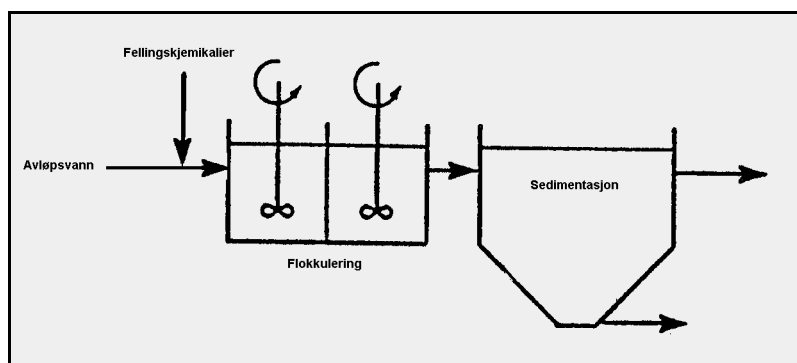 Fellingskjemikalier
Avløpsvann
Sedimentasjon
Flokkulering